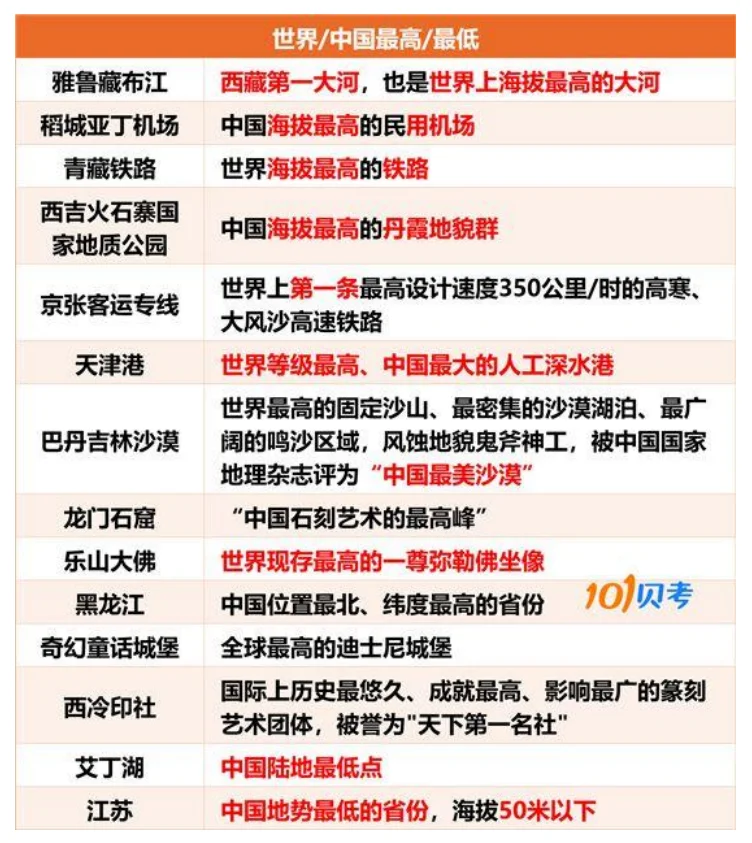 世界/中国最高/最低
雅鲁藏布江
西藏第一大河，也是世界上海拔最高的大河
稻城亚丁机场
中国海拔最高的民用机场
青藏铁路
世界海拔最高的铁路
西吉火石寨国
家地质公园
中国海拔最高的丹霞地貌群
京张客运专线
世界上第一条最高设计速度350公里/时的高寒、
大风沙高速铁路
天津港
世界等级最高、中国最大的人工深水港
巴丹吉林沙漠
世界最高的固定沙山、最密集的沙漠湖泊、最广
阔的鸣沙区域，风蚀地貌鬼斧神工，被中国国家
地理杂志评为“中国最美沙漠”
龙门石窟
“中国石刻艺术的最高峰”
乐山大佛
世界现存最高的一尊弥勒佛坐像
黑龙江
中国位置最北、纬度最高的省份
101贝考
奇幻童话城堡
全球最高的迪士尼城堡
西冷印社
国际上历史最悠久、成就最高、影响最广的篆刻
艺术团体，被誉为"天下第一名社"
艾丁湖
中国陆地最低点
江苏
中国地势最低的省份，海拔50米以下